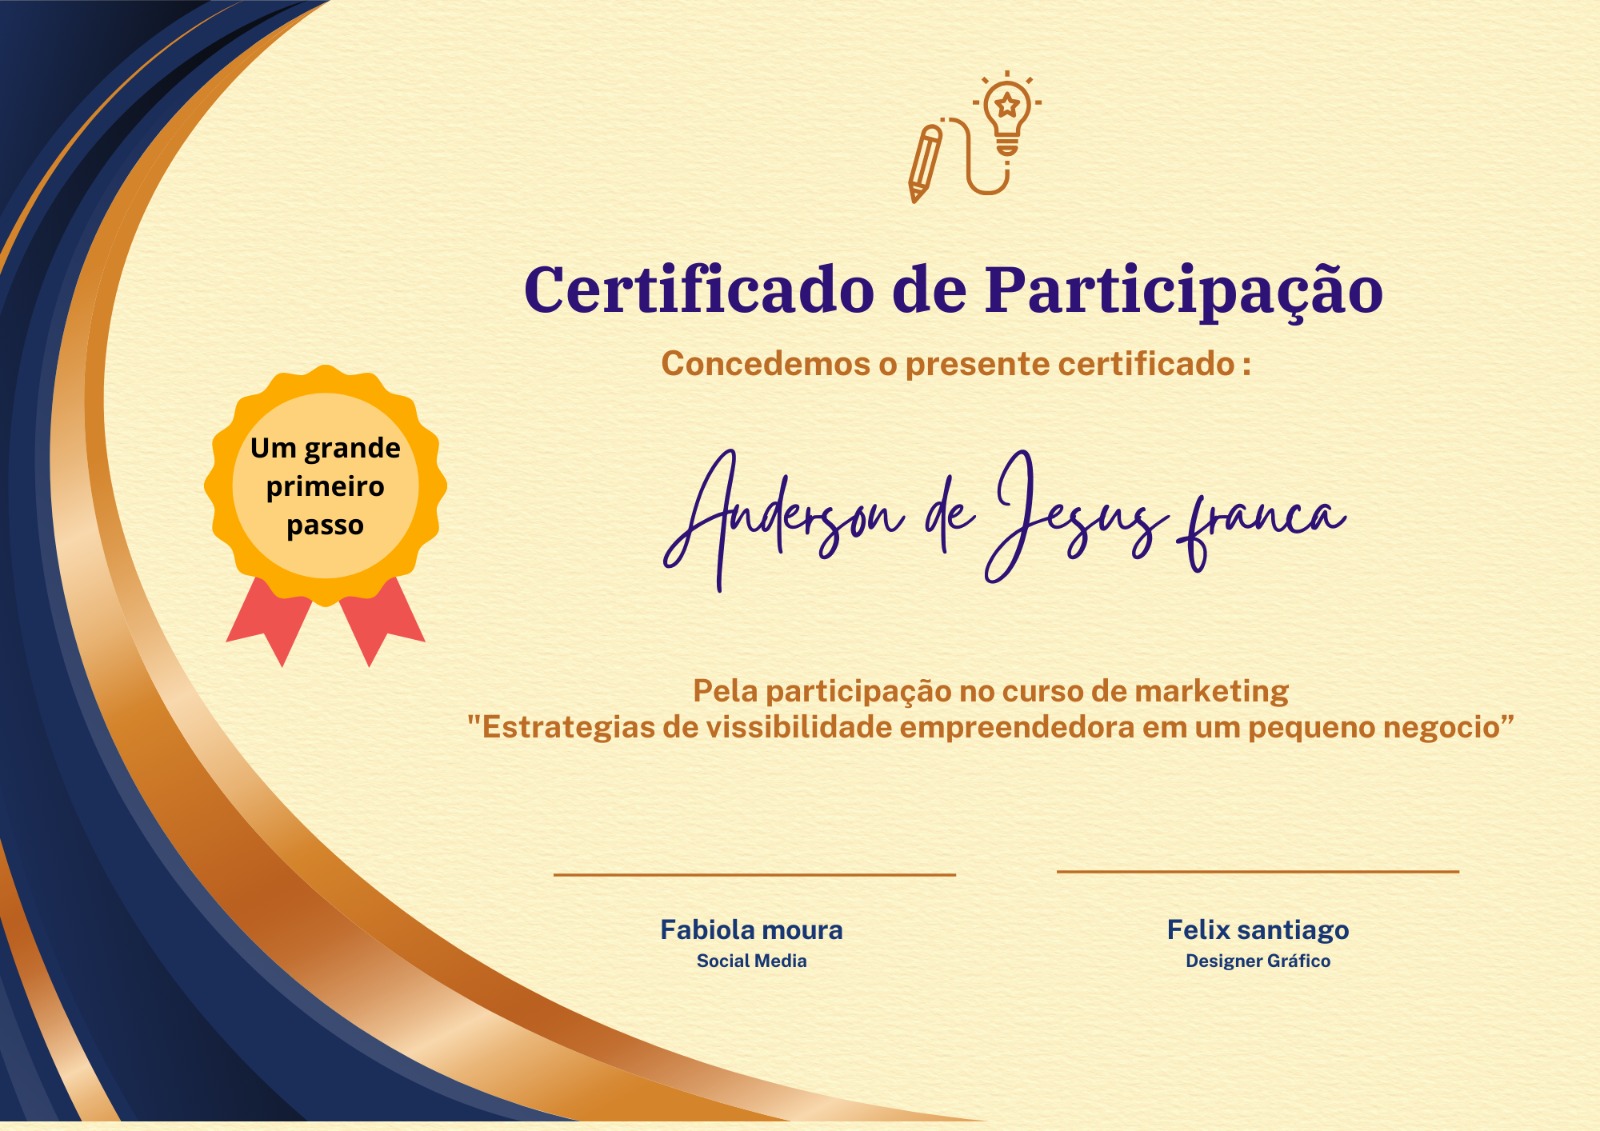 Certificado de Participação
Concedemos o presente certificado :
Um grande
primeiro
passo
Anderson de Jesus franca
Pela participação no curso de marketing
"Estrategias de vissibilidade empreendedora em um pequeno negocio”
Fabiola moura
Social Media
Felix santiago
Designer Gráfico